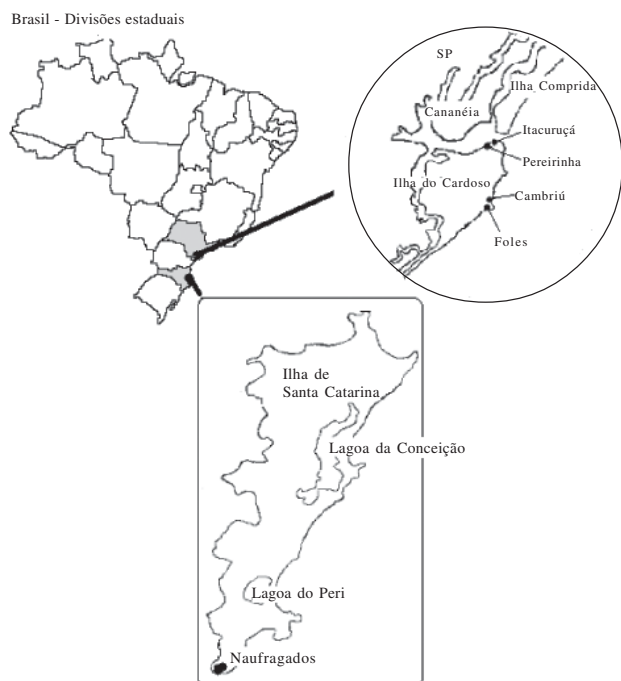 Brasil - Divisões estaduais
SP
Ilha Comprida
Cananéia
Itacuruçá
Pereirinha
Ilha do Cardoso
Cambriú
Foles
Ilha de
Santa Catarina
Lagoa da Conceição
Lagoa do Peri
Naufragados